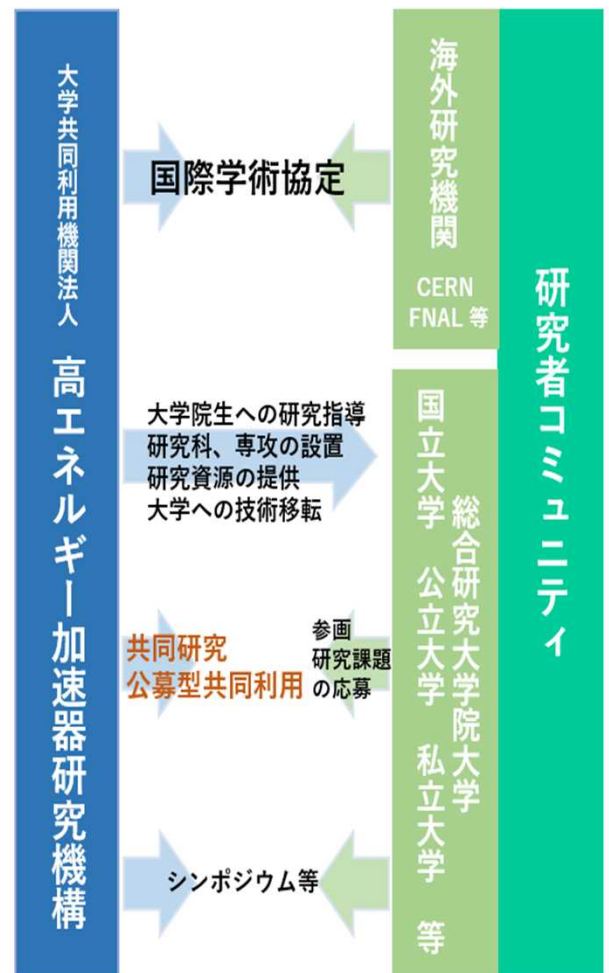 大学共同利用機関法人 高エネルギー加速器研究機構
国際学術協定
海外研究機関
CERN
FNAL 等
研究者コミュニティ
大学院生への研究指導
研究科、専攻の設置
研究資源の提供
大学への技術移転
共同研究
公募型共同利用
参画
研究課題
の応募
総合研究大学院大学
国立大学 公立大学 私立大学 等
シンポジウム等